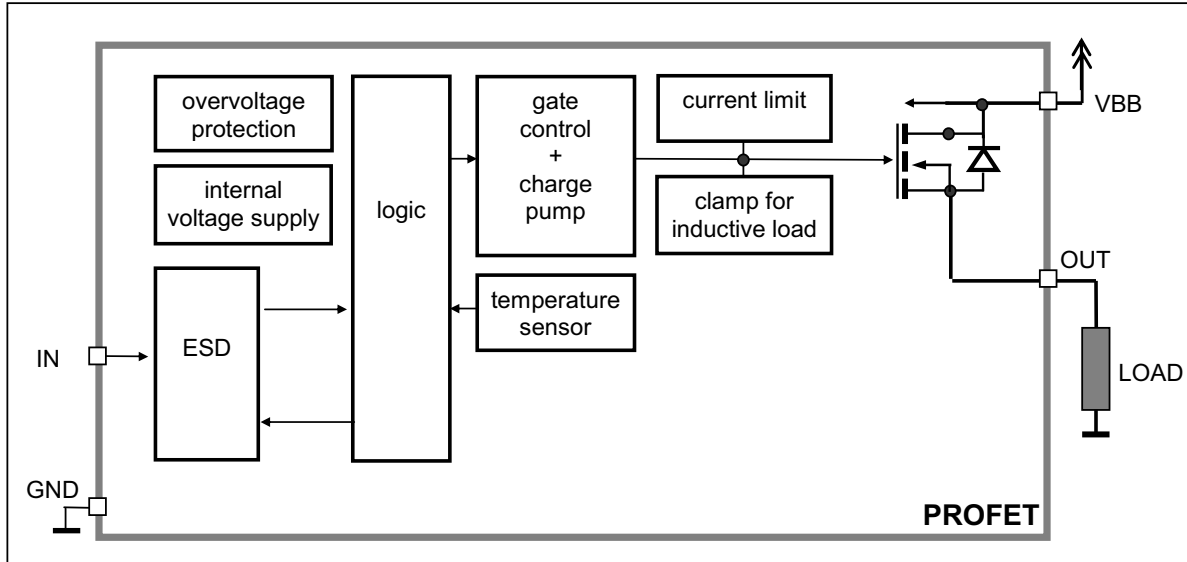 overvoltage
protection
internal
voltage supply
logic
gate
control
+
charge
pump
current limit
clamp for
inductive load
temperature
sensor
ESD
IN
GND
VBB
OUT
LOAD
PROFET